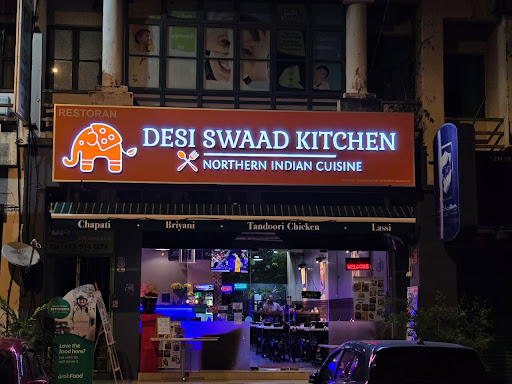 RESTORAN
DESI SWAAD KITCHEN
NORTHERN INDIAN CUISINE
Chapati · Briyani · Tandoori Chicken · Lassi
WELCOME
Love the
food here?
GrabFood